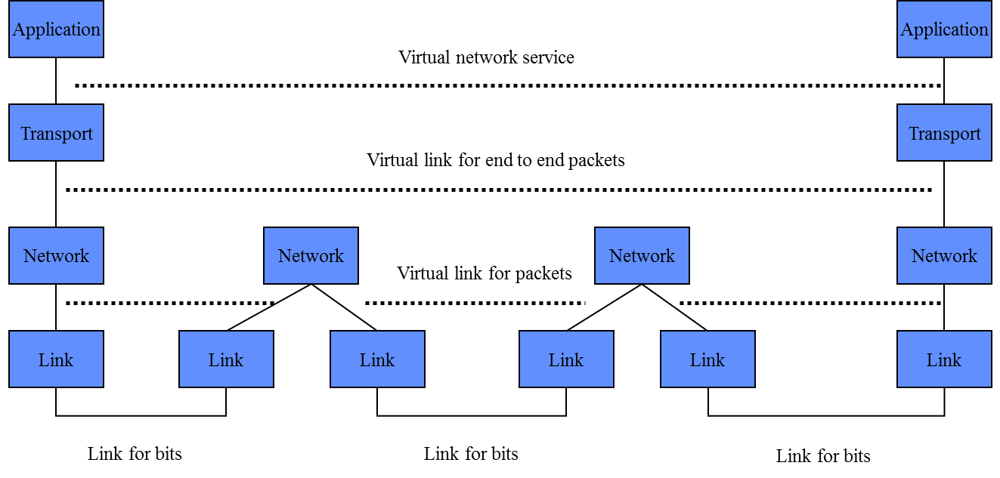 Application
Application
Virtual network service
Transport
Transport
Virtual link for end to end packets
Network
Network
Network
Network
Virtual link for packets
Link
Link
Link
Link
Link
Link
Link for bits
Link for bits
Link for bits